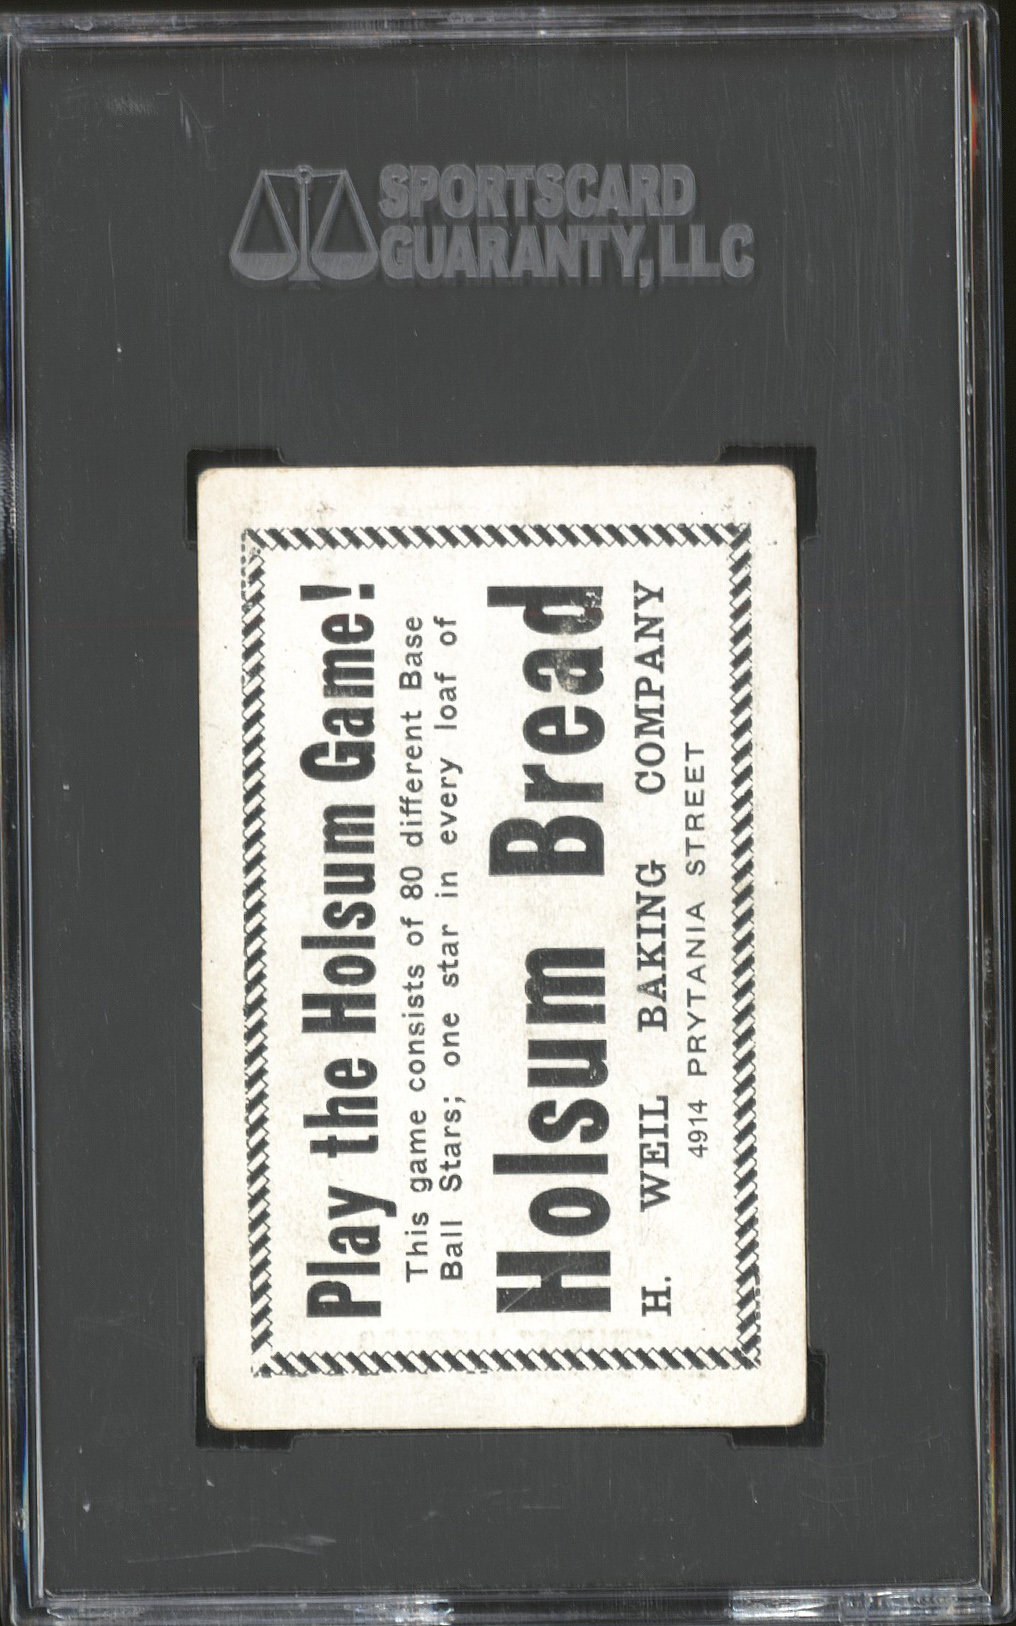 SPORTSCARD
GUARANTY, LLC
Play the Holsum Game!
This game consists of 80 different Base
Ball Stars; one star in every loaf of
Holsum Bread
H. WEIL BAKING COMPANY
4914 PRYTANIA STREET